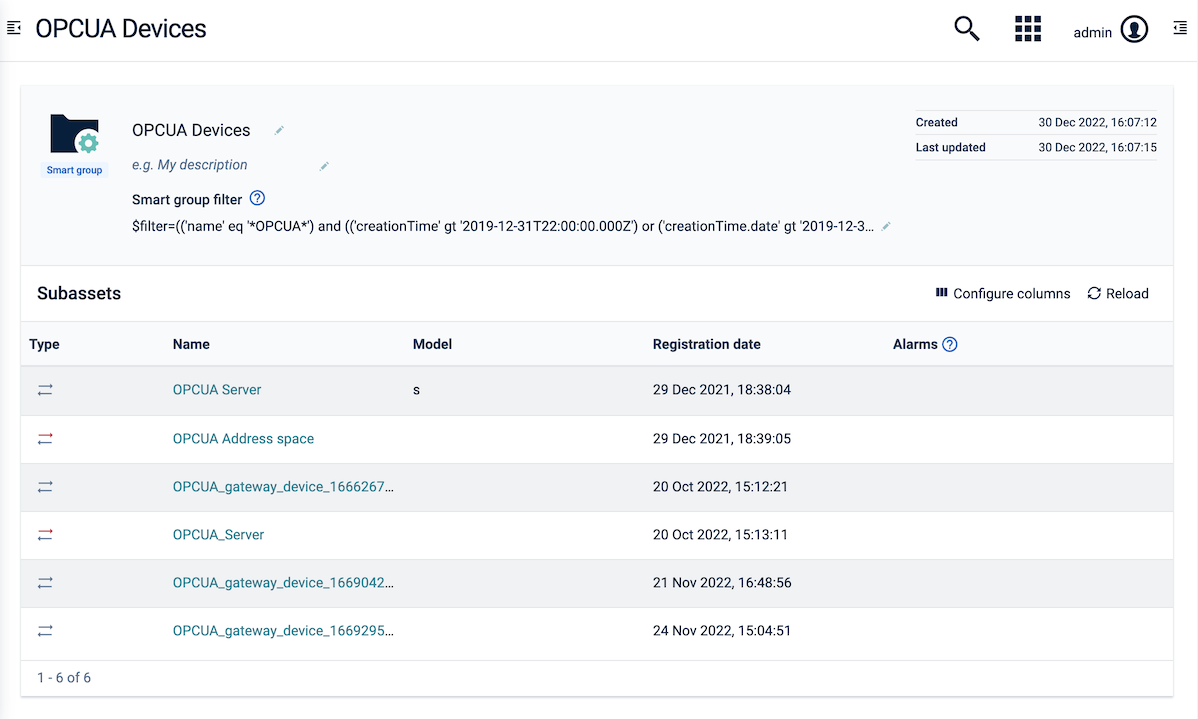 OPCUA Devices
admin
OPCUA Devices
Smart group
e.g. My description
Created 30 Dec 2022, 16:07:12
Last updated 30 Dec 2022, 16:07:15
Smart group filter ?
$filter=(('name' eq '*OPCUA*') and (('creationTime' gt '2019-12-31T22:00:00.000Z') or ('creationTime.date' gt '2019-12-3...
Subassets
Configure columns Reload
Type Name Model Registration date Alarms ?
OPCUA Server s 29 Dec 2021, 18:38:04
OPCUA Address space 29 Dec 2021, 18:39:05
OPCUA_gateway_device_1666267... 20 Oct 2022, 15:12:21
OPCUA_Server 20 Oct 2022, 15:13:11
OPCUA_gateway_device_1669042... 21 Nov 2022, 16:48:56
OPCUA_gateway_device_1669295... 24 Nov 2022, 15:04:51
1 - 6 of 6